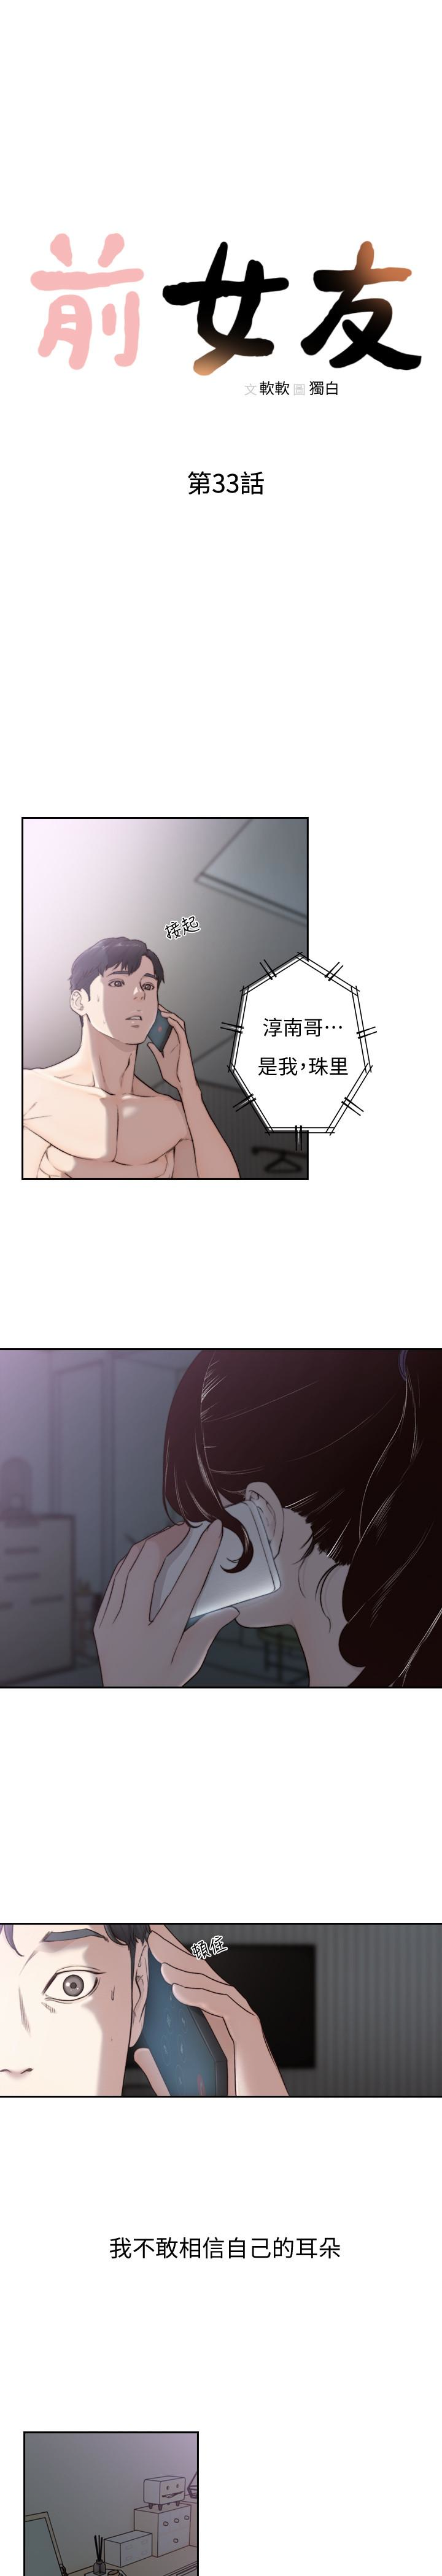 前女友
文 軟軟 圖 獨白
第33話
接起
淳南哥⋯
是我,珠里
頓住
我不敢相信自己的耳朵